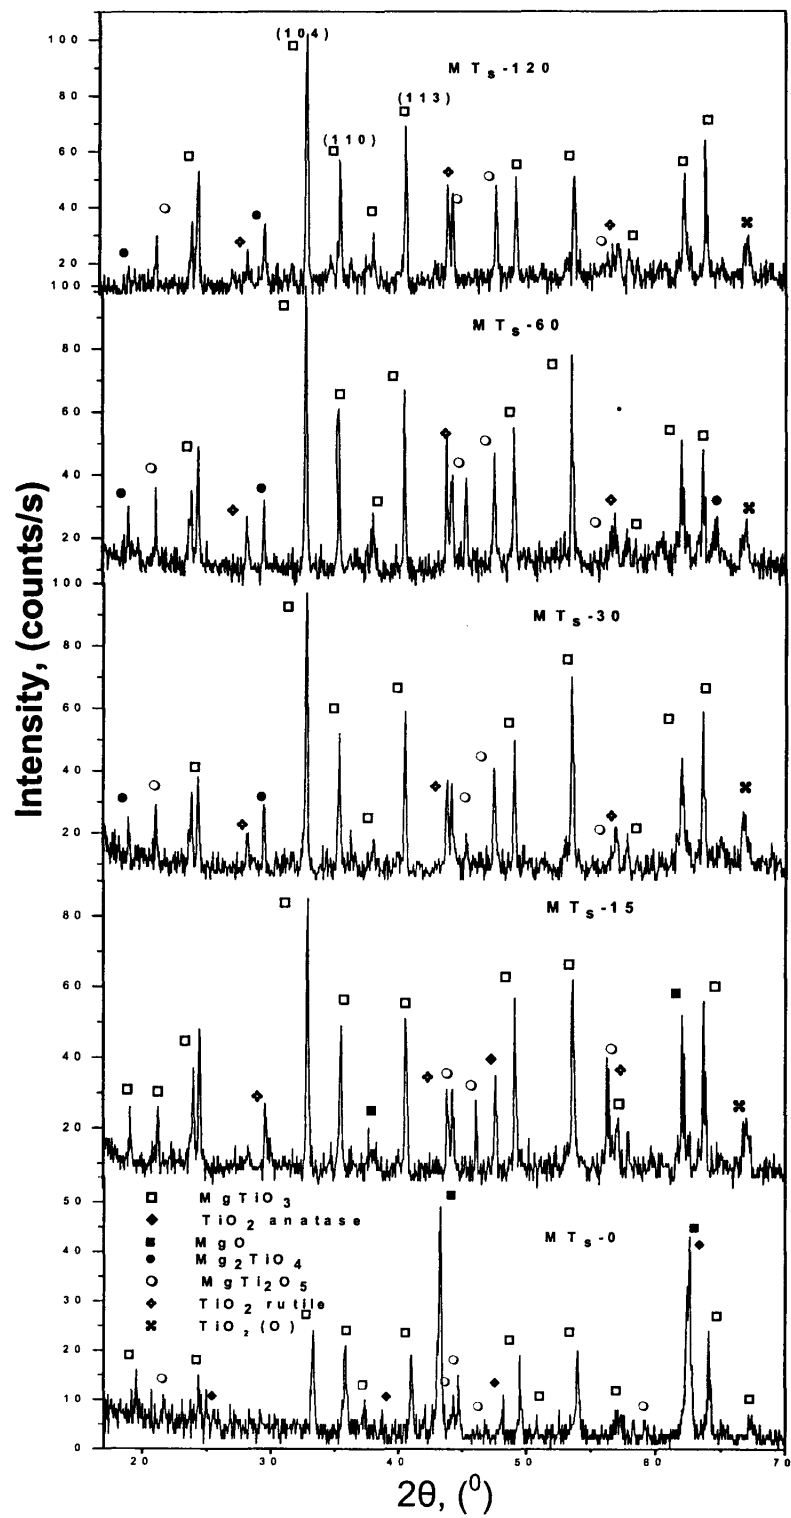 (104)
100
MTs-120
80
(113)
60
(110)
40
20
100
MTs-60
80
60
40
20
100
MTs-30
80
60
40
20
MTs-15
80
60
40
20
50
MgTiO3
TiO2 anatase
MTs-0
MgO
40
Mg2TiO4
MgTi2O5
30
TiO2 rutile
TiO2 (O)
20
10
0
20 30 40 50 60 70
Intensity, (counts/s)
2θ, (⁰)